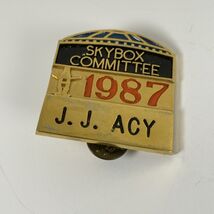 SKYBOX
COMMITTEE
1987
J.J. ACY